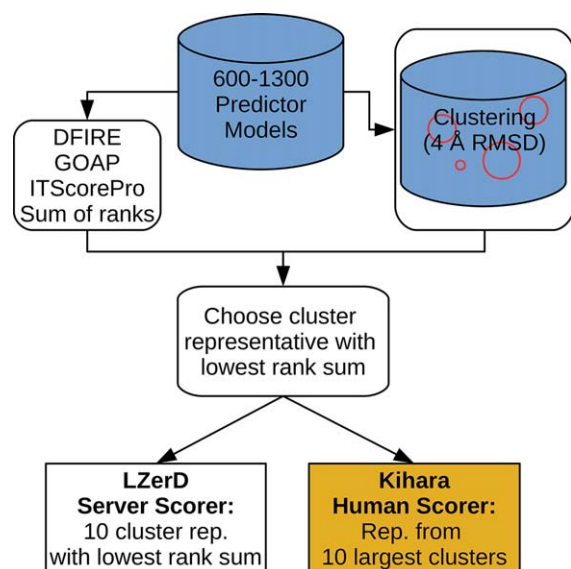 600-1300
Predictor
Models
DFIRE
GOAP
ITScorePro
Sum of ranks
Clustering
(4 Å RMSD)
Choose cluster
representative with
lowest rank sum
LZerD
Server Scorer:
10 cluster rep.
with lowest rank sum
Kihara
Human Scorer:
Rep. from
10 largest clusters